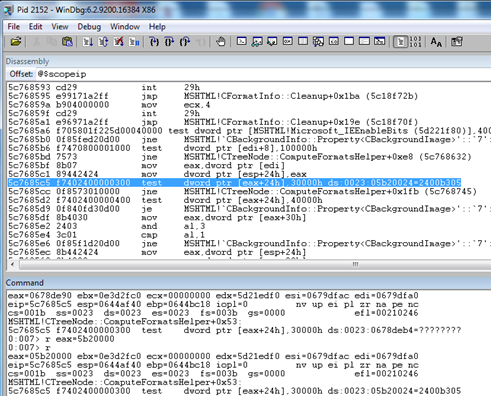 Pid 2152 - WinDbg:6.2.9200.16384 X86
File Edit View Debug Window Help
Disassembly
Offset: @$scopeip
5c768593 cd29 int 29h
5c768595 e99171a2ff jmp MSHTML!CFormatInfo::Cleanup+0x1ba (5c18f72b)
5c76859a b904000000 mov ecx,4
5c76859f cd29 int 29h
5c7685a1 e96971a2ff jmp MSHTML!CFormatInfo::Cleanup+0x19e (5c18f70f)
5c7685a6 f705801f225d00040000 test dword ptr [MSHTML!Microsoft_IEEnableBits (5d221f80)],400
5c7685b0 0f85fed20d00 jne MSHTML!`CBackgroundInfo::Property<CBackgroundImage>'::`7'
5c7685b6 f7470800001000 test dword ptr [edi+8],100000h
5c7685bd 7573 jne MSHTML!CTreeNode::ComputeFormatsHelper+0xe8 (5c768632)
5c7685bf 8b07 mov eax,dword ptr [edi]
5c7685c1 89442424 mov dword ptr [esp+24h],eax
5c7685c5 f7402400000300 test dword ptr [eax+24h],30000h ds:0023:05b20024=2400b305
5c7685cc 0f8573010000 jne MSHTML!CTreeNode::ComputeFormatsHelper+0x1fb (5c768745)
5c7685d2 f7402400000400 test dword ptr [eax+24h],40000h
5c7685d9 0f840fd30d00 je MSHTML!`CBackgroundInfo::Property<CBackgroundImage>'::`7'
5c7685df 8b4030 mov eax,dword ptr [eax+30h]
5c7685e2 2403 and al,3
5c7685e4 3c01 cmp al,1
5c7685e6 0f85f1d20d00 jne MSHTML!`CBackgroundInfo::Property<CBackgroundImage>'::`7'
5c7685ec 8b442424 mov eax,dword ptr [esp+24h]
Command
eax=0678de90 ebx=0e3d2fc0 ecx=00000000 edx=5d21edf0 esi=0679dfac edi=0679dfa0
eip=5c7685c5 esp=0644af40 ebp=0644bc18 iopl=0 nv up ei pl zr na pe nc
cs=001b ss=0023 ds=0023 es=0023 fs=003b gs=0000 efl=00210246
MSHTML!CTreeNode::ComputeFormatsHelper+0x53:
5c7685c5 f7402400000300 test dword ptr [eax+24h],30000h ds:0023:0678deb4=????????
0:007> r eax=5b20000
0:007> r
eax=05b20000 ebx=0e3d2fc0 ecx=00000000 edx=5d21edf0 esi=0679dfac edi=0679dfa0
eip=5c7685c5 esp=0644af40 ebp=0644bc18 iopl=0 nv up ei pl zr na pe nc
cs=001b ss=0023 ds=0023 es=0023 fs=003b gs=0000 efl=00210246
MSHTML!CTreeNode::ComputeFormatsHelper+0x53:
5c7685c5 f7402400000300 test dword ptr [eax+24h],30000h ds:0023:05b20024=2400b305